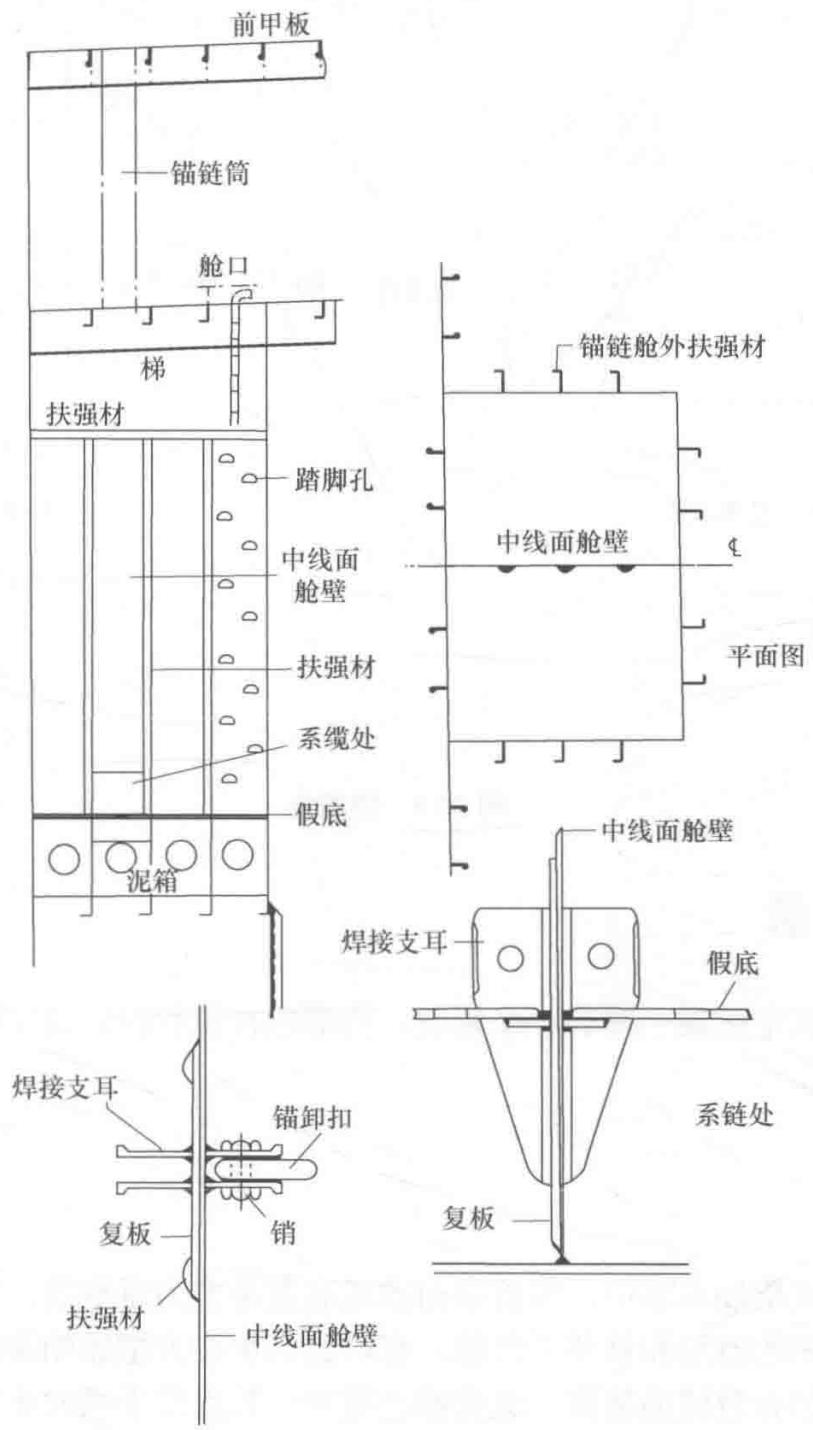 前甲板
锚链筒
舱口
梯
扶强材
踏脚孔
中线面
舱壁
扶强材
系缆处
假底
泥箱
锚链舱外扶强材
中线面舱壁
℄
平面图
中线面舱壁
焊接支耳
假底
系链处
复板
焊接支耳
锚卸扣
复板
销
扶强材
中线面舱壁